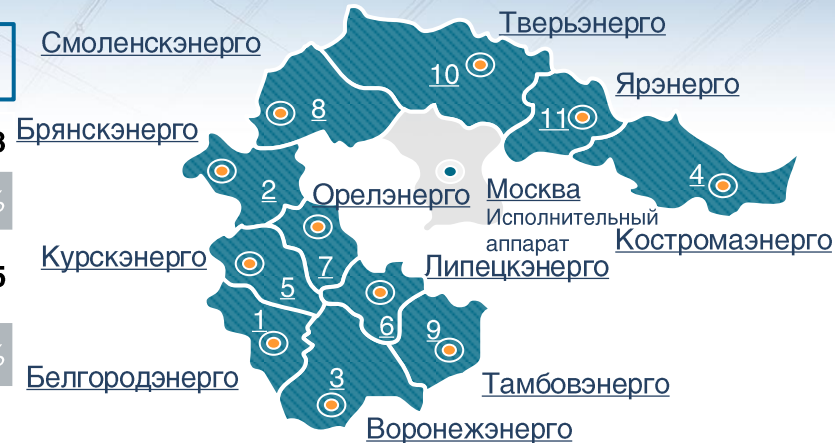 Тверьэнерго
Смоленскэнерго
10
Ярэнерго
8
11
Брянскэнерго
4
2
Орелэнерго
Москва
Исполнительный
аппарат
Костромаэнерго
Курскэнерго
7
Липецкэнерго
5
1
6
9
Белгородэнерго
3
Тамбовэнерго
Воронежэнерго